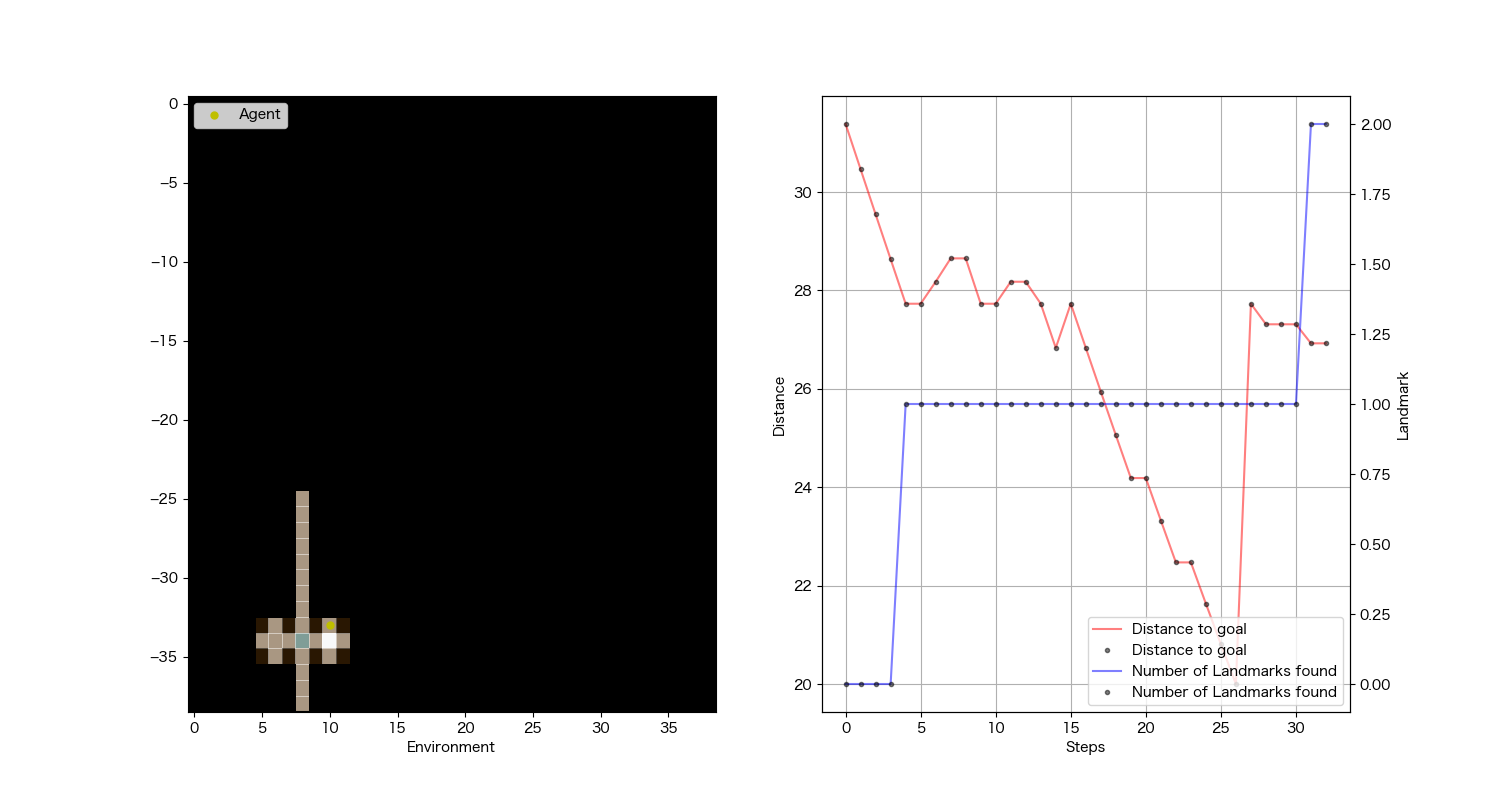 Agent
0
−5
−10
−15
−20
−25
−30
−35
0 5 10 15 20 25 30 35
Environment
Distance
30
28
26
24
22
20
0 5 10 15 20 25 30
Steps
2.00
1.75
1.50
1.25
1.00
0.75
0.50
0.25
0.00
Landmark
Distance to goal
Distance to goal
Number of Landmarks found
Number of Landmarks found